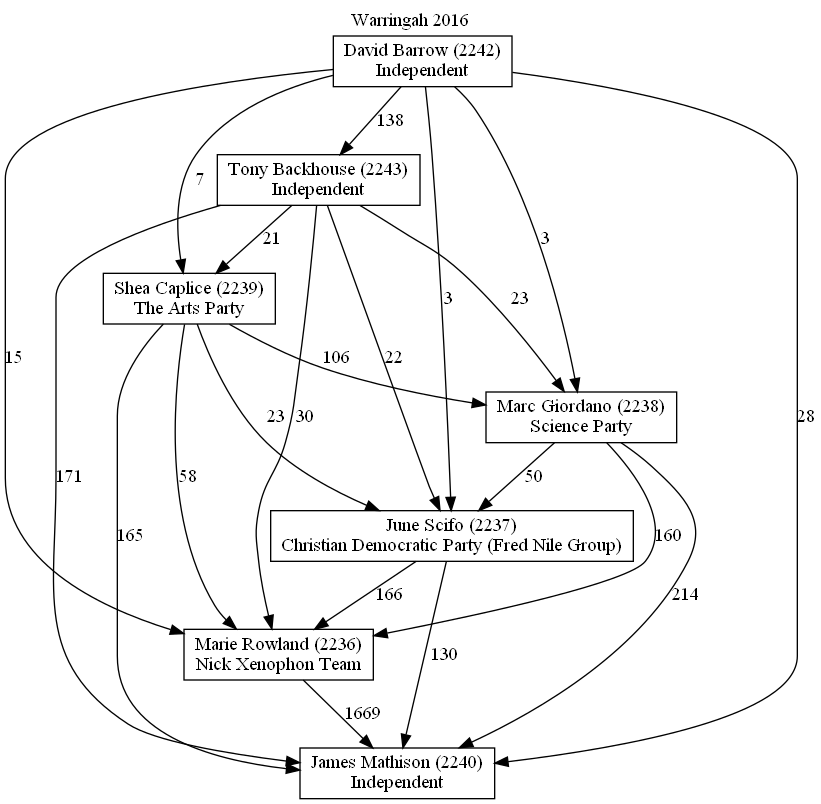 Warringah 2016
David Barrow (2242)
Independent
138
Tony Backhouse (2243)
Independent
7
21
3
Shea Caplice (2239)
The Arts Party
3
23
15
106
22
28
Marc Giordano (2238)
Science Party
23
30
171
58
50
June Scifo (2237)
Christian Democratic Party (Fred Nile Group)
165
160
166
214
Marie Rowland (2236)
Nick Xenophon Team
130
1669
James Mathison (2240)
Independent